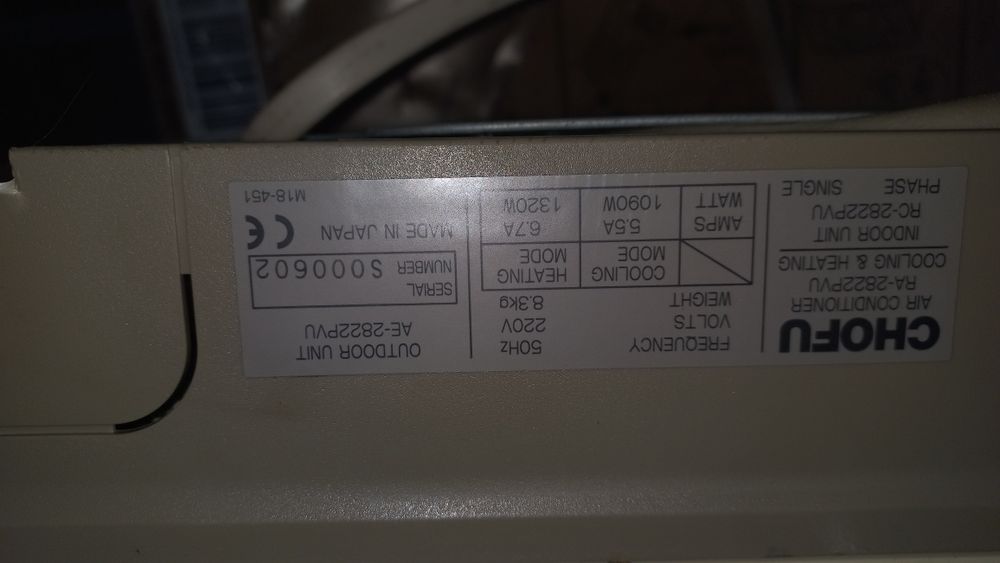 CHOFU
AIR CONDITIONER
RA-2822PVU
COOLING & HEATING
INDOOR UNIT
RC-2822PVU
PHASE SINGLE
FREQUENCY 50Hz
VOLTS 220V
WEIGHT 8.3kg
COOLING MODE HEATING MODE
AMPS 5.5A 6.7A
WATT 1090W 1320W
OUTDOOR UNIT
AE-2822PVU
SERIAL NUMBER S000602
MADE IN JAPAN CE
M18-451